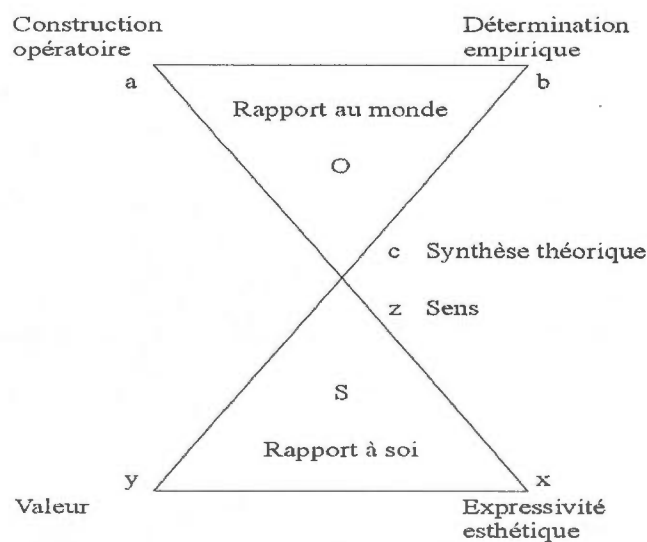 Construction
opératoire
Détermination
empirique
a
b
Rapport au monde
O
c Synthèse théorique
z Sens
S
Rapport à soi
y
x
Valeur
Expressivité
esthétique